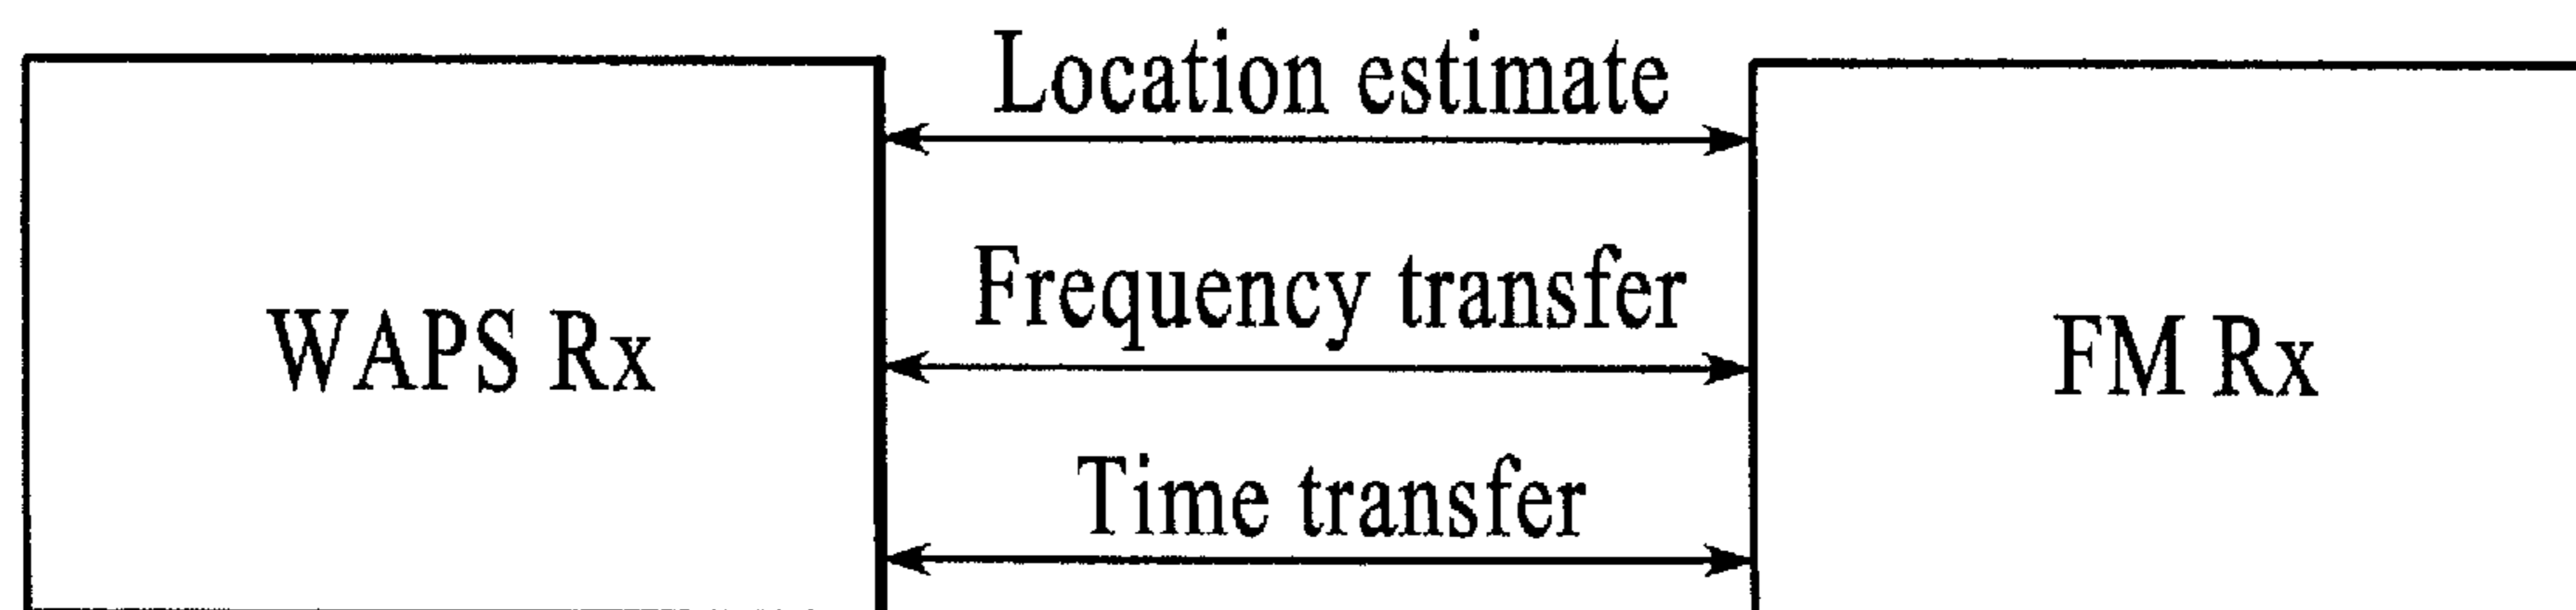 Location estimate
Frequency transfer
WAPS Rx
FM Rx
Time transfer